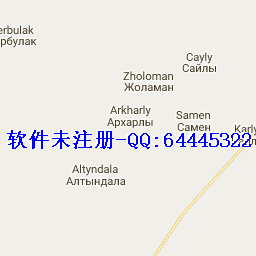 erbulak
рбулак
Cayly
Сайлы
Zholoman
Жоламан
Arkharly
Архарлы
Samen
Самен
Karly
软件未注册-QQ:64445322
Altyndala
Алтындала